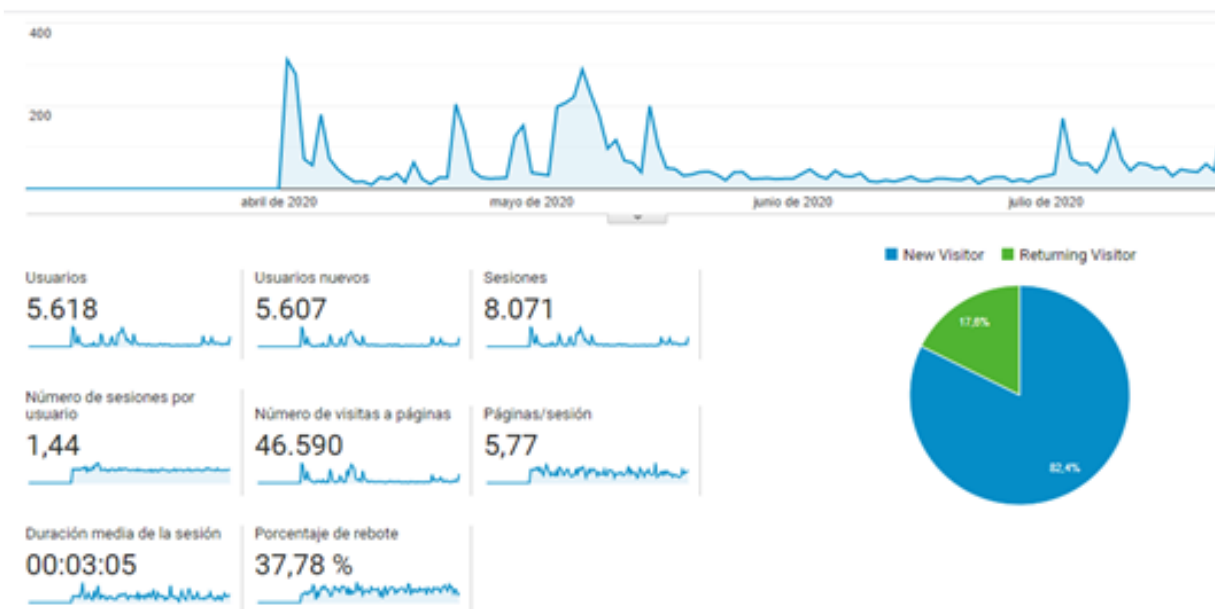 400
200
abril de 2020
mayo de 2020
junio de 2020
julio de 2020
New Visitor
Returning Visitor
Usuarios
5.618
Usuarios nuevos
5.607
Sesiones
8.071
Número de sesiones por
usuario
1,44
Número de visitas a páginas
46.590
Páginas/sesión
5,77
Duración media de la sesión
00:03:05
Porcentaje de rebote
37,78 %
17,6%
82,4%